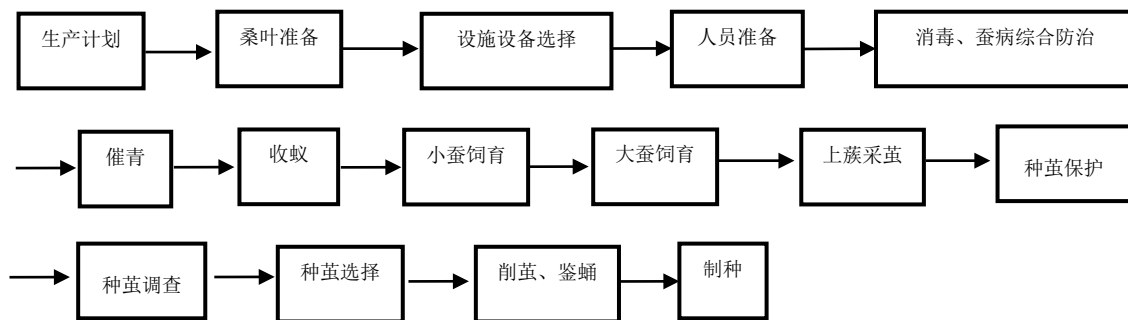 生产计划
桑叶准备
设施设备选择
人员准备
消毒、蚕病综合防治
催青
收蚁
小蚕饲育
大蚕饲育
上蔟采茧
种茧保护
种茧调查
种茧选择
削茧、鉴蛹
制种